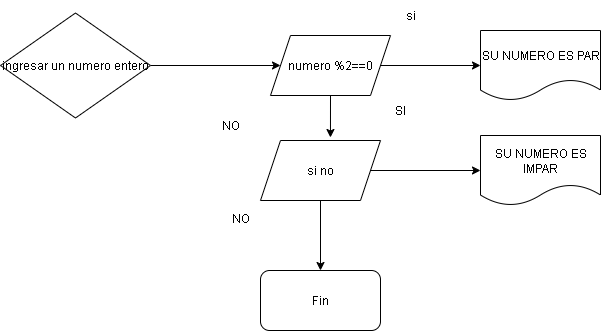 si
ingresar un numero entero
numero %2==0
SU NUMERO ES PAR
SI
NO
si no
SU NUMERO ES
IMPAR
NO
Fin